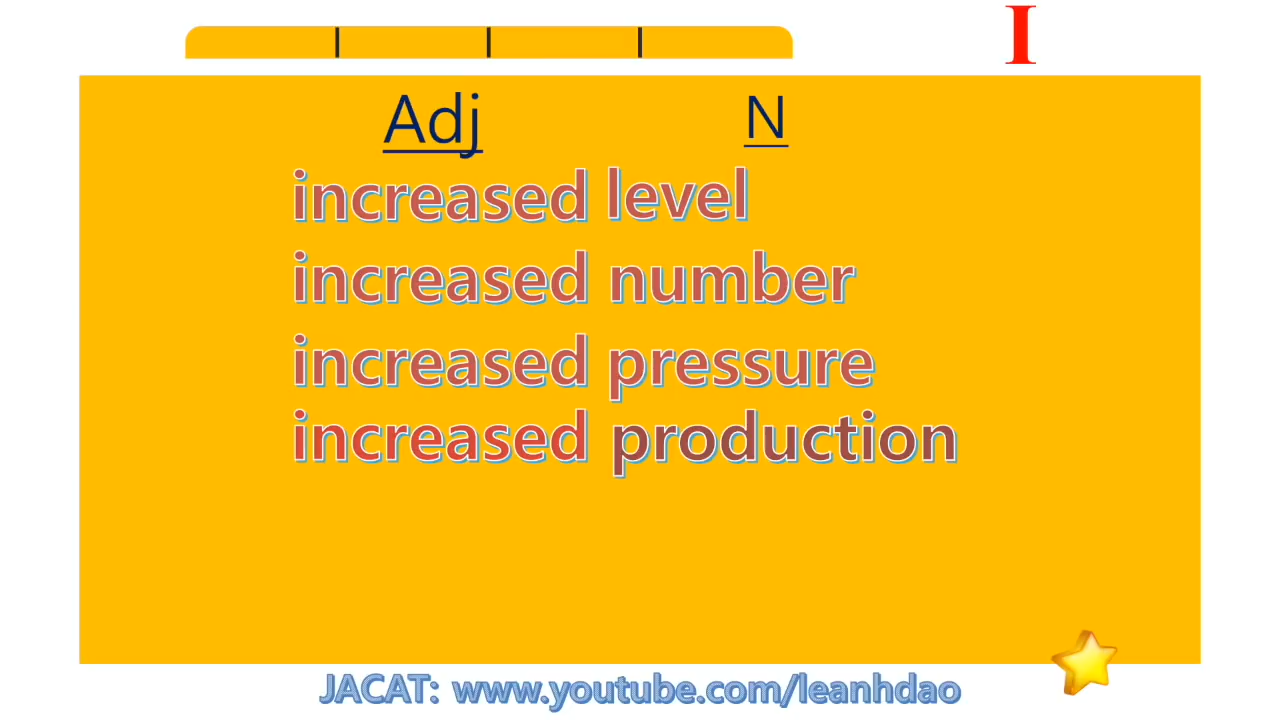 I
Adj N
increased level
increased number
increased pressure
increased production
JACAT: www.youtube.com/leanhdao